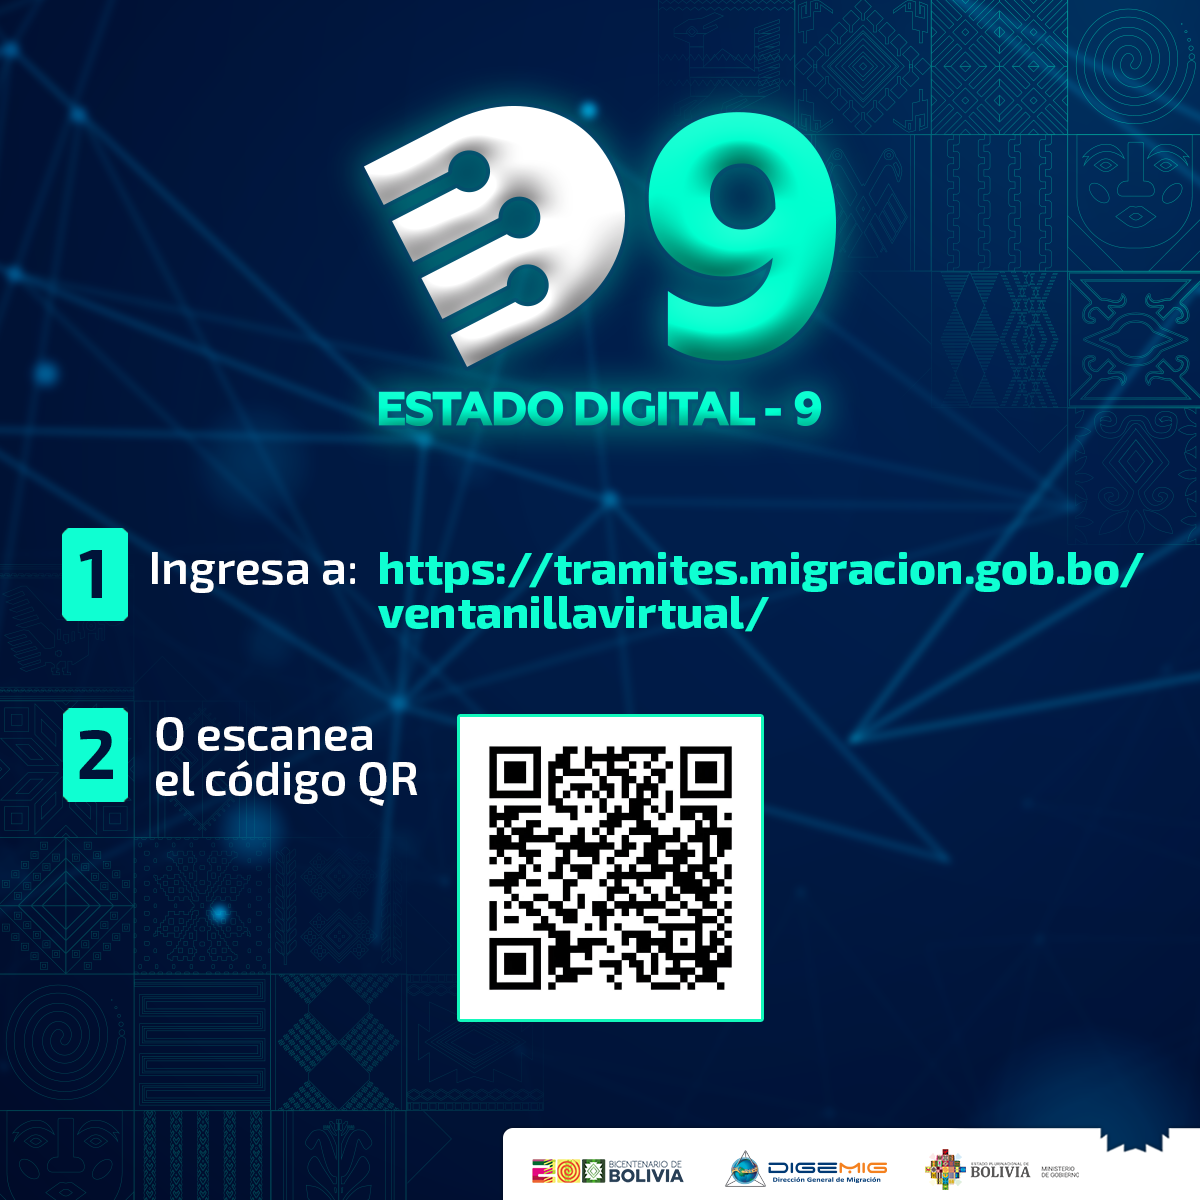 D9
ESTADO DIGITAL - 9
1
Ingresa a: https://tramites.migracion.gob.bo/
ventanillavirtual/
2
O escanea
el código QR
BICENTENARIO DE
BOLIVIA
DIGEMIG
Dirección General de Migración
ESTADO PLURINACIONAL DE
BOLIVIA
MINISTERIO
DE GOBIERNO